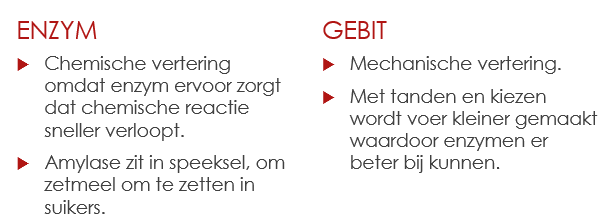 ENZYM
Chemische vertering
omdat enzym ervoor zorgt
dat chemische reactie
sneller verloopt.
Amylase zit in speeksel, om
zetmeel om te zetten in
suikers.
GEBIT
Mechanische vertering.
Met tanden en kiezen
wordt voer kleiner gemaakt
waardoor enzymen er
beter bij kunnen.